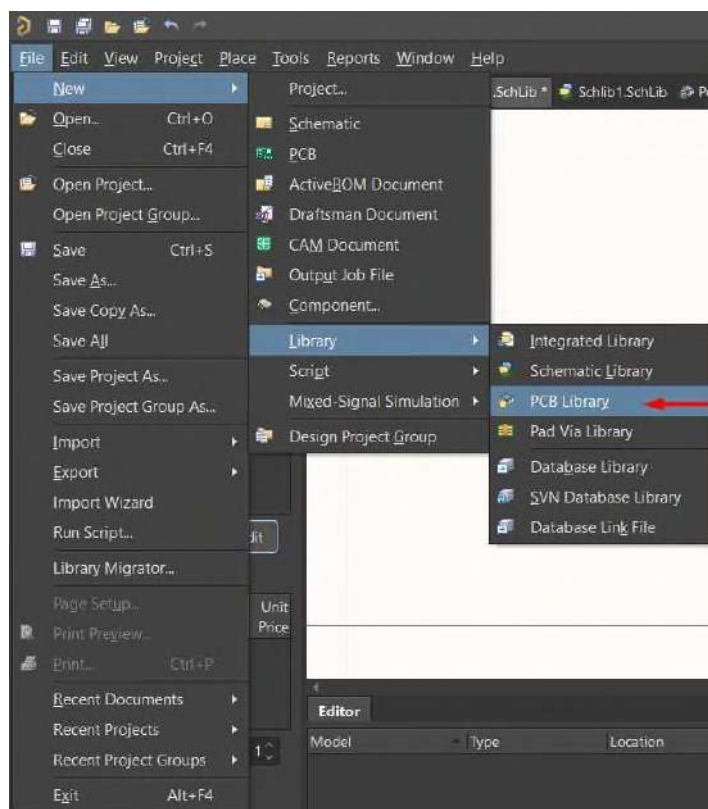 File Edit View Project Place Tools Reports Window Help
New
Open... Ctrl+O
Close Ctrl+F4
Open Project...
Open Project Group...
Save Ctrl+S
Save As...
Save Copy As...
Save All
Save Project As...
Save Project Group As...
Import
Export
Import Wizard
Run Script...
Library Migrator...
Page Setup...
Print Preview...
Print... Ctrl+P
Recent Documents
Recent Projects
Recent Project Groups
Exit Alt+F4
Project...
Schematic
PCB
ActiveBOM Document
Draftsman Document
CAM Document
Output Job File
Component...
Library
Script
Mixed-Signal Simulation
Design Project Group
Integrated Library
Schematic Library
PCB Library
Pad Via Library
Database Library
SVN Database Library
Database Link File
.SchLib * Schlib1.SchLib
Unit
Price
1
Editor
Model Type Location